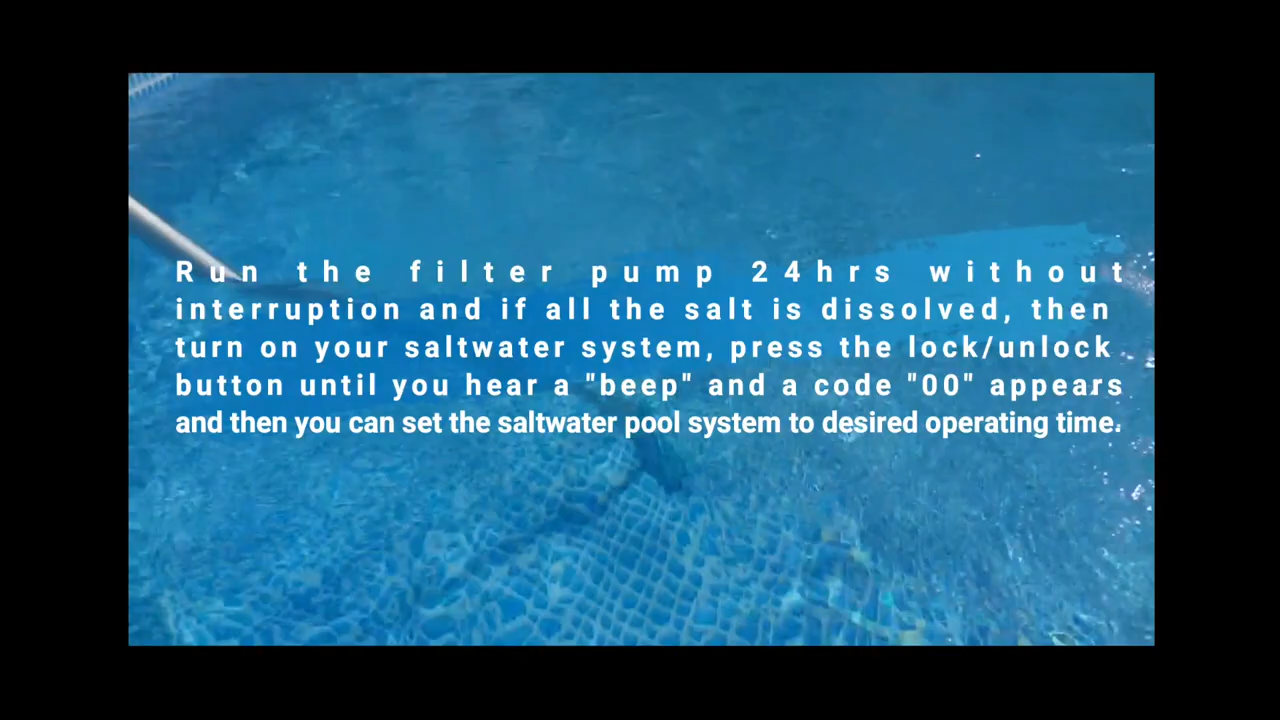 Run the filter pump 24hrs without
interruption and if all the salt is dissolved, then
turn on your saltwater system, press the lock/unlock
button until you hear a "beep" and a code "00" appears
and then you can set the saltwater pool system to desired operating time.